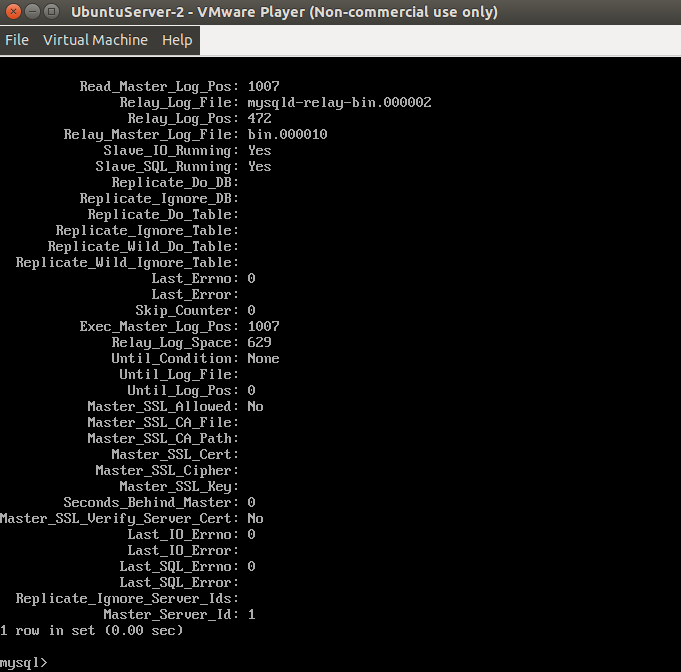 UbuntuServer-2 - VMware Player (Non-commercial use only)
File Virtual Machine Help
Read_Master_Log_Pos: 1007
Relay_Log_File: mysqld-relay-bin.000002
Relay_Log_Pos: 472
Relay_Master_Log_File: bin.000010
Slave_IO_Running: Yes
Slave_SQL_Running: Yes
Replicate_Do_DB:
Replicate_Ignore_DB:
Replicate_Do_Table:
Replicate_Ignore_Table:
Replicate_Wild_Do_Table:
Replicate_Wild_Ignore_Table:
Last_Errno: 0
Last_Error:
Skip_Counter: 0
Exec_Master_Log_Pos: 1007
Relay_Log_Space: 629
Until_Condition: None
Until_Log_File:
Until_Log_Pos: 0
Master_SSL_Allowed: No
Master_SSL_CA_File:
Master_SSL_CA_Path:
Master_SSL_Cert:
Master_SSL_Cipher:
Master_SSL_Key:
Seconds_Behind_Master: 0
Master_SSL_Verify_Server_Cert: No
Last_IO_Errno: 0
Last_IO_Error:
Last_SQL_Errno: 0
Last_SQL_Error:
Replicate_Ignore_Server_Ids:
Master_Server_Id: 1
1 row in set (0.00 sec)
mysql>